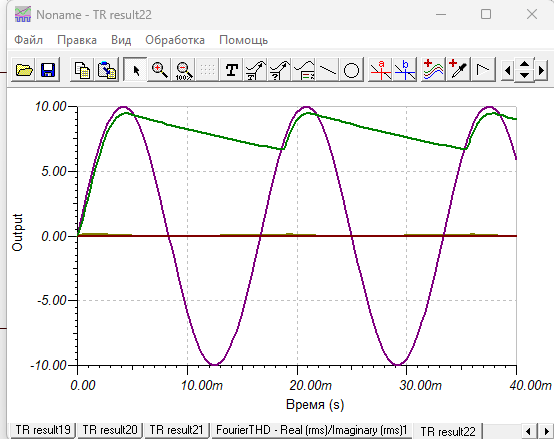 Noname - TR result22
Файл Правка Вид Обработка Помощь
100% T ? a b
10.00
5.00
0.00
-5.00
-10.00
Output
0.00 10.00m 20.00m 30.00m 40.00m
Время (s)
TR result19 TR result20 TR result21 FourierTHD - Real (rms)/Imaginary (rms)1 TR result22